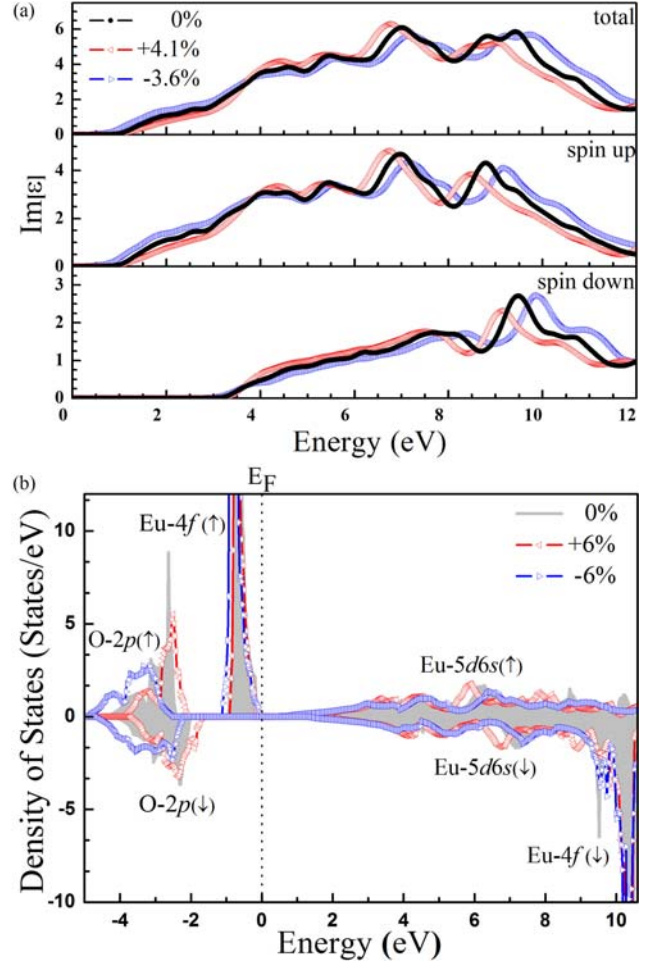 (a)
0%
+4.1%
-3.6%
total
6
4
2
0
spin up
4
2
0
spin down
3
2
1
0
Im[ε]
0 2 4 6 8 10 12
Energy (eV)
(b)
E_F
Eu-4f(↑)
0%
+6%
-6%
O-2p(↑)
Eu-5d6s(↑)
O-2p(↓)
Eu-5d6s(↓)
Eu-4f(↓)
10
5
0
-5
-10
Density of States (States/eV)
-4 -2 0 2 4 6 8 10
Energy (eV)